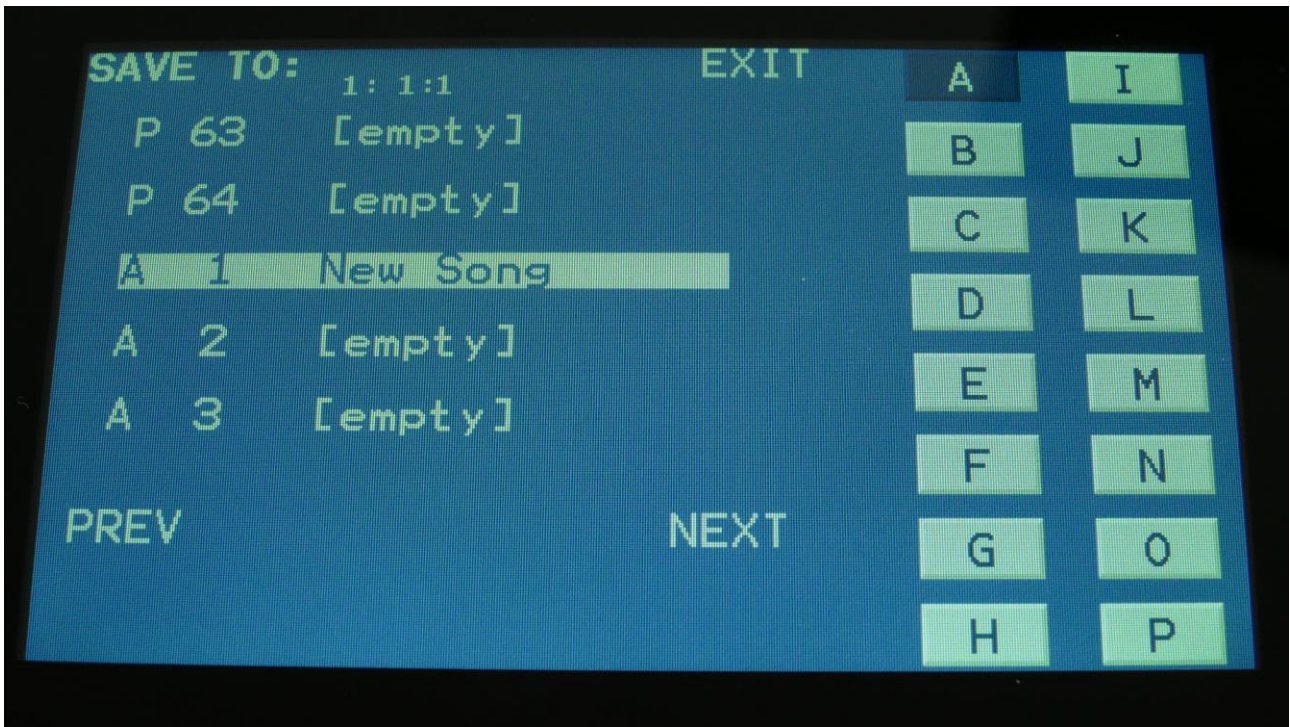 SAVE TO: 1: 1:1 EXIT
P 63 [empty]
P 64 [empty]
A 1 New Song
A 2 [empty]
A 3 [empty]
PREV NEXT
A I
B J
C K
D L
E M
F N
G O
H P